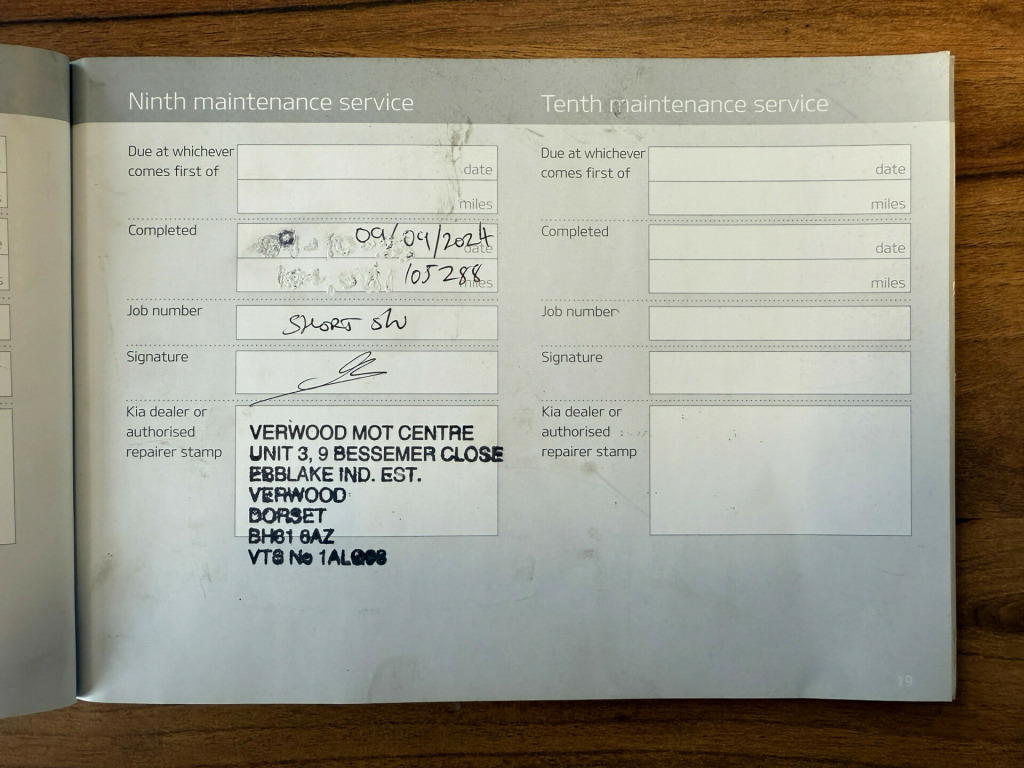 Ninth maintenance service
Due at whichever
comes first of
date
miles
Completed
09/09/2024
date
105288
miles
Job number
SHORT
Signature
Kia dealer or
authorised
repairer stamp
VERWOOD MOT CENTRE
UNIT 3, 9 BESSEMER CLOSE
EBBLAKE IND. EST.
VERWOOD
DORSET
BH31 6AZ
VTS No
Tenth maintenance service
Due at whichever
comes first of
date
miles
Completed
date
miles
Job number
Signature
Kia dealer or
authorised
repairer stamp
19